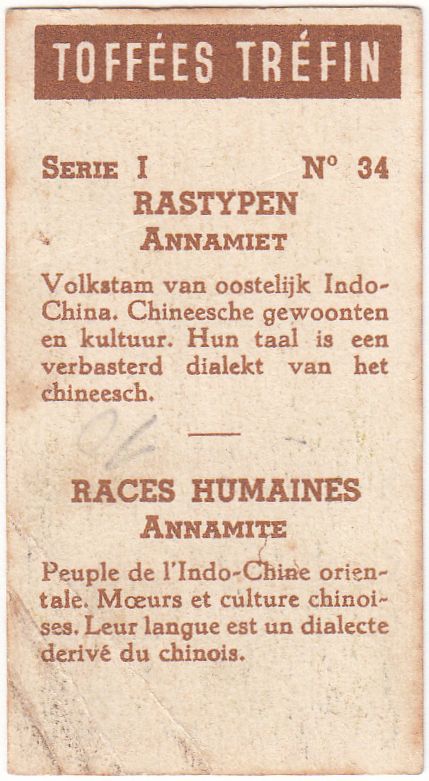 TOFFÉES TRÉFIN
SERIE I N° 34
RASTYPEN
ANNAMIET
Volkstam van oostelijk Indo-
China. Chineesche gewoonten
en kultuur. Hun taal is een
verbasterd dialekt van het
chineesch.
RACES HUMAINES
ANNAMITE
Peuple de l'Indo-Chine orien-
tale. Mœurs et culture chinoi-
ses. Leur langue est un dialecte
derivé du chinois.